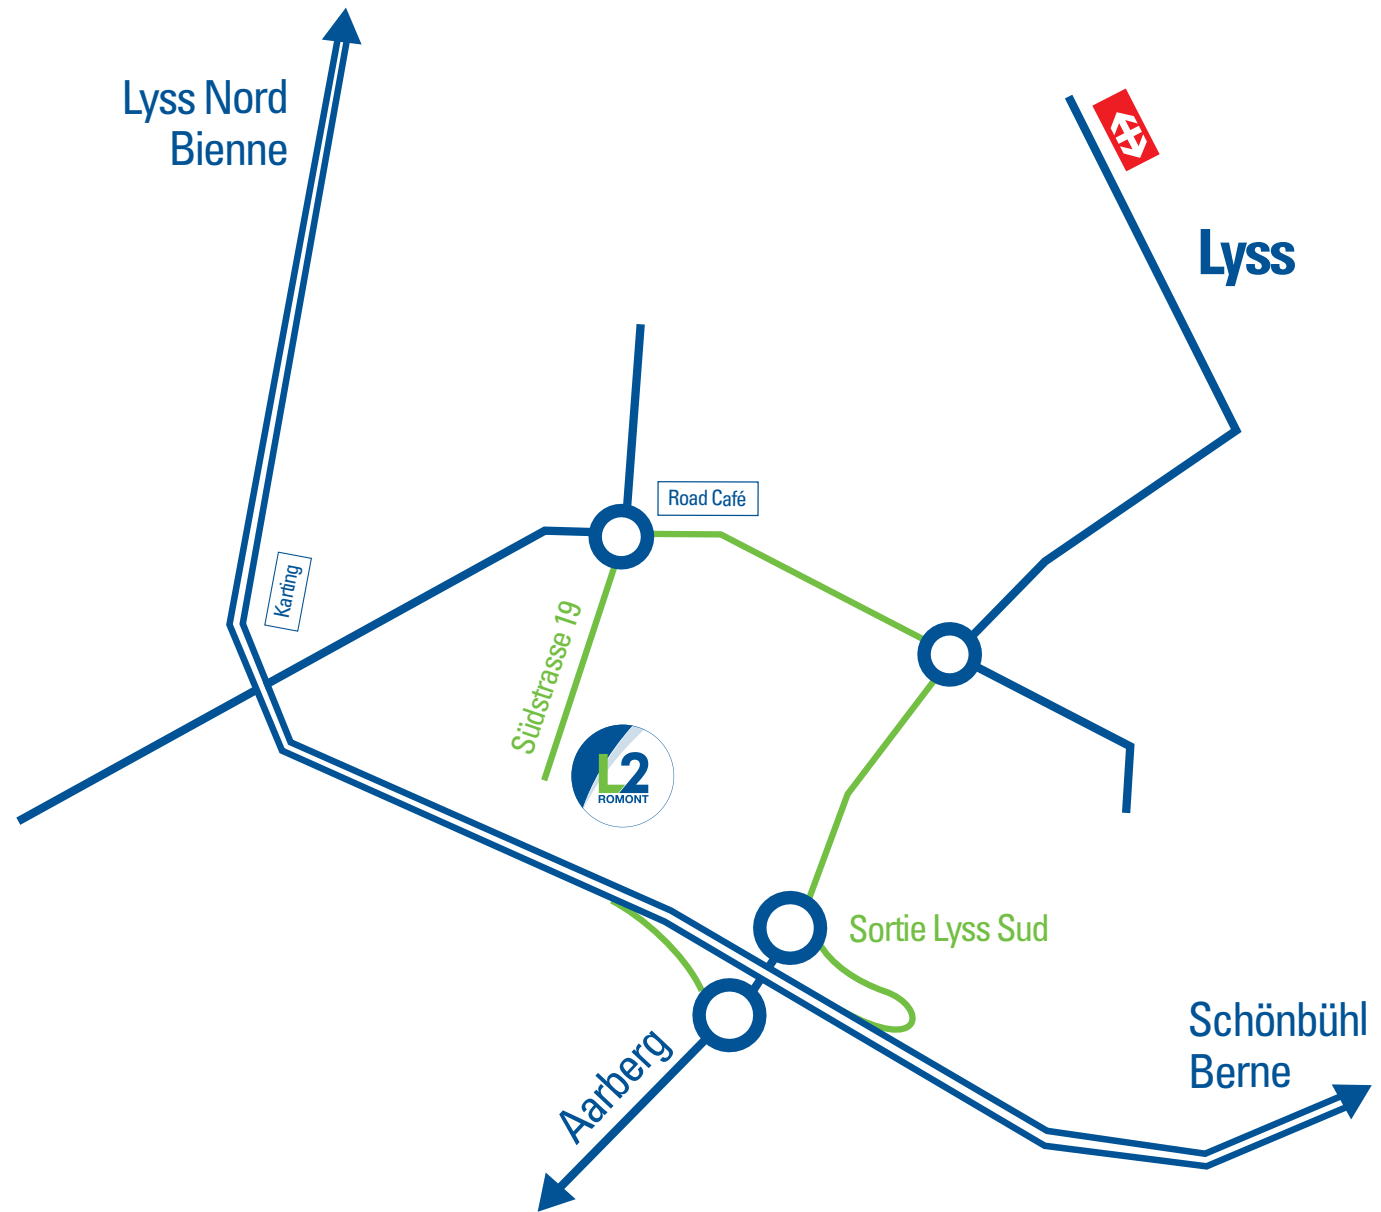 Lyss Nord
Bienne
Lyss
Road Café
Karting
Südstrasse 19
L2
ROMONT
Sortie Lyss Sud
Schönbühl
Berne
Aarberg